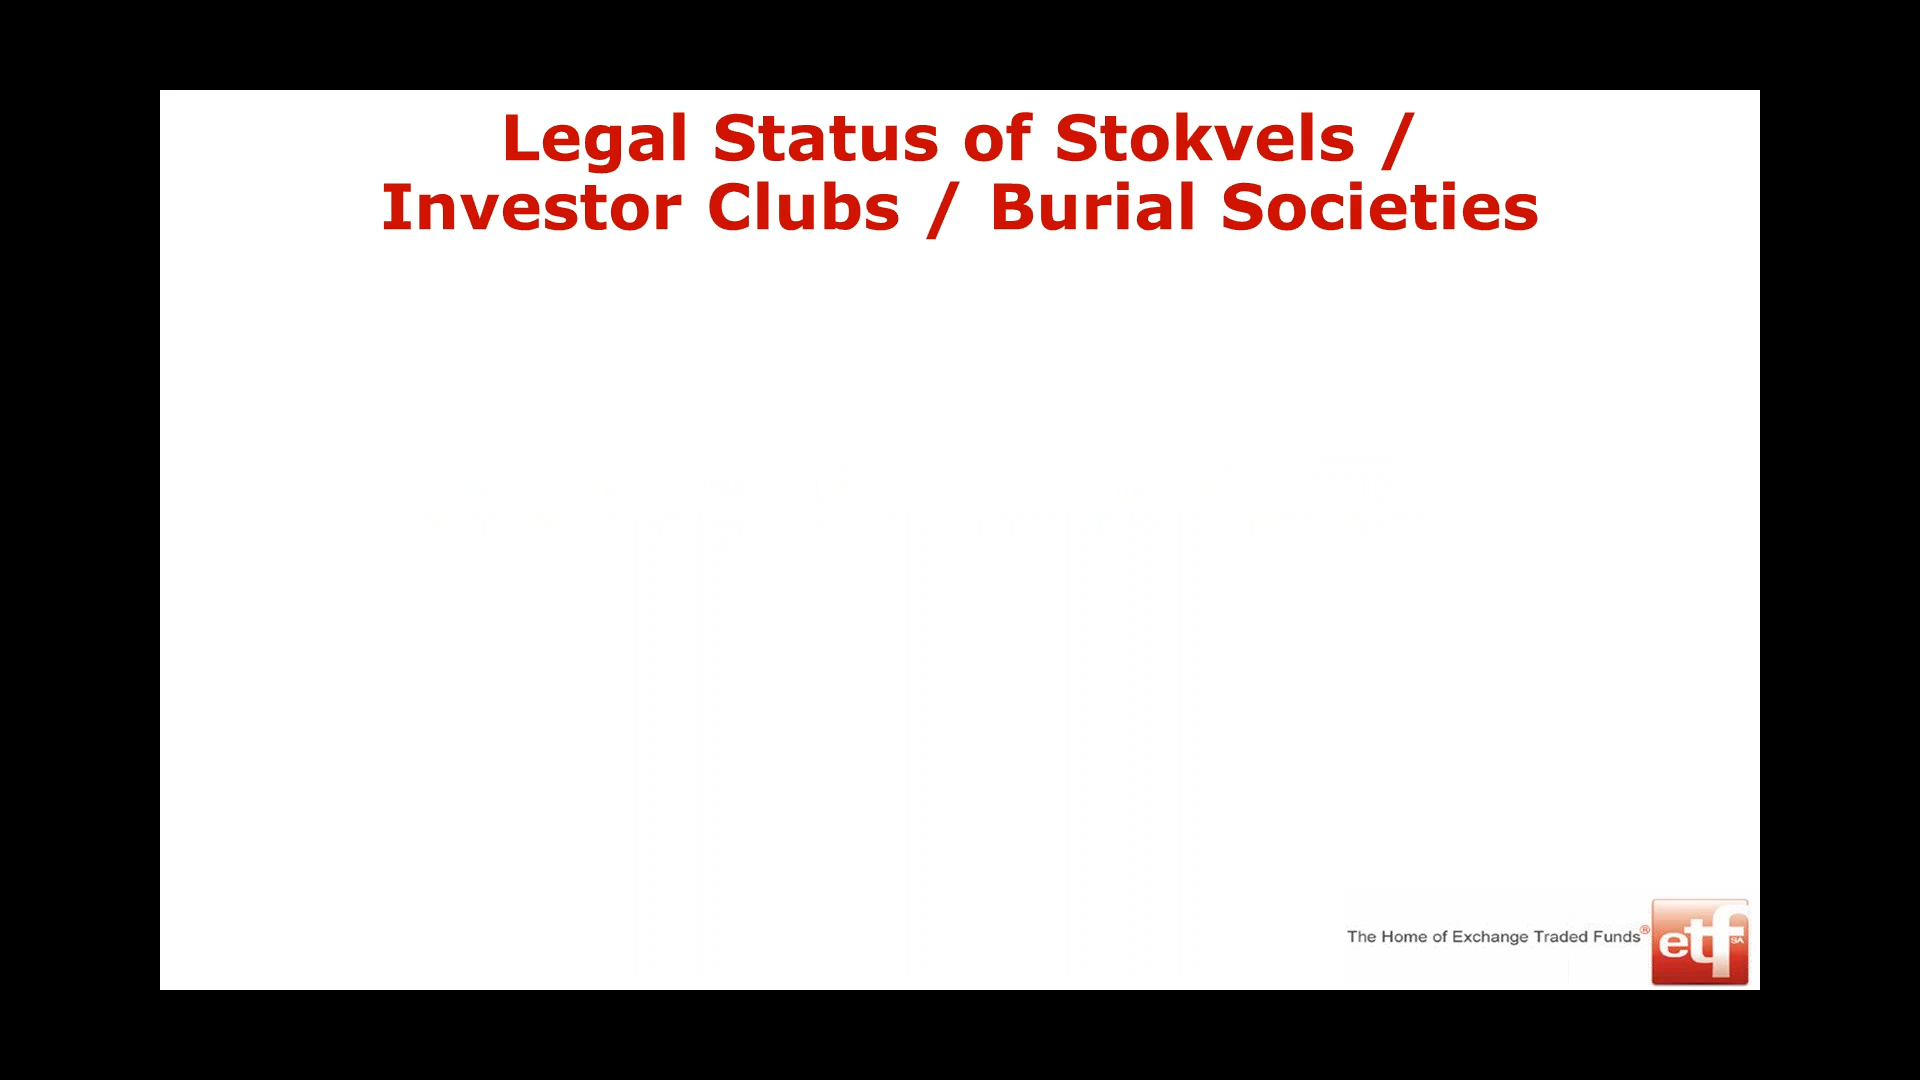 Legal Status of Stokvels /
Investor Clubs / Burial Societies
The Home of Exchange Traded Funds®
etf
SA